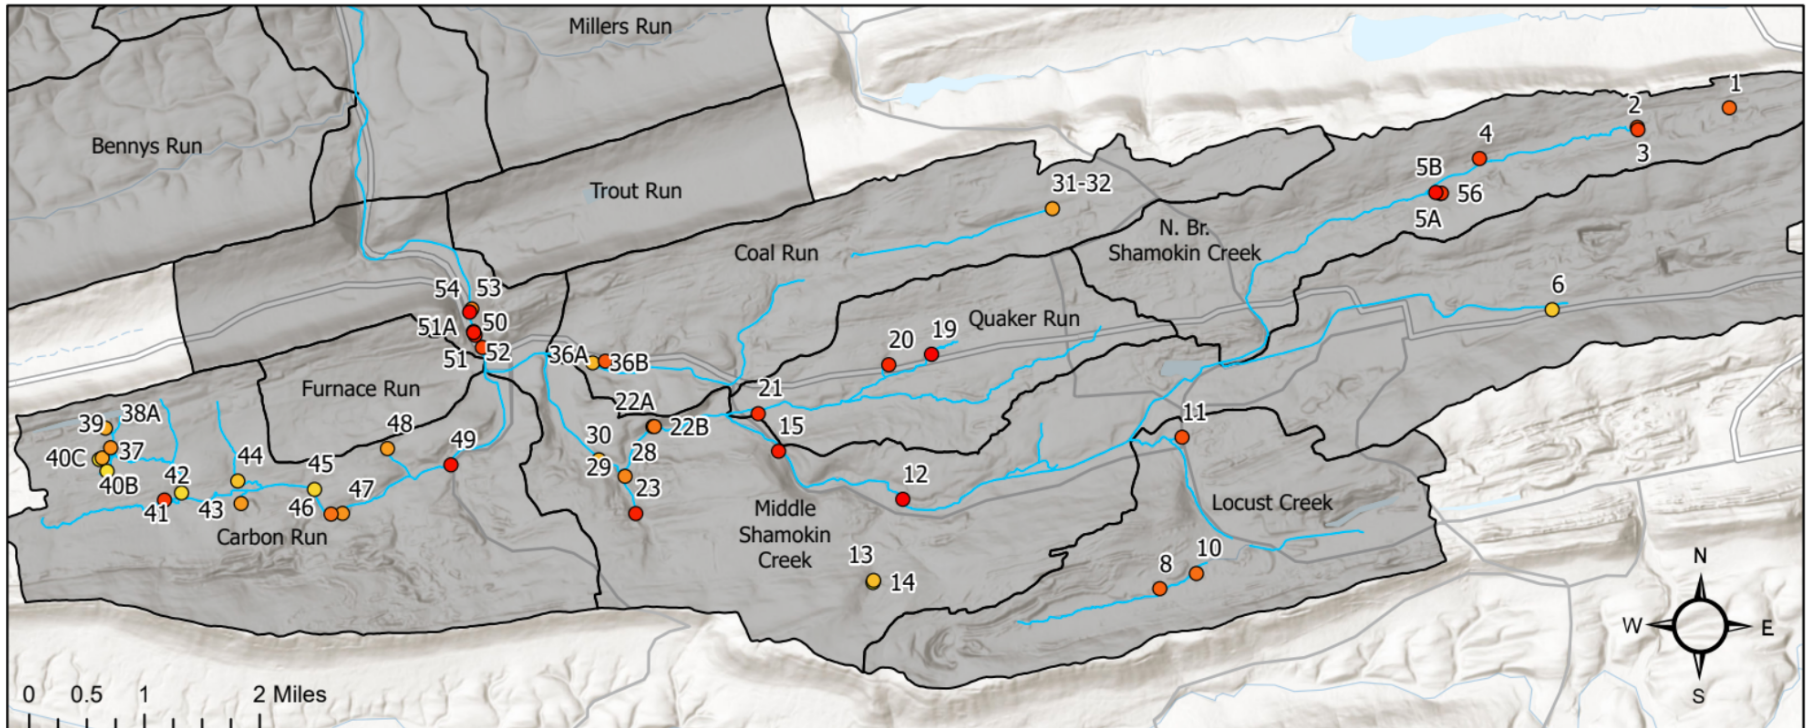 Millers Run
Bennys Run
Trout Run
1
2
3
4
5B
56
5A
31-32
N. Br.
Shamokin Creek
Coal Run
6
54
53
51A
50
51
52
Quaker Run
20
19
36A
36B
Furnace Run
21
22A
22B
15
11
39
38A
37
40C
40B
48
49
30
28
29
23
44
45
42
41
43
46
47
12
Locust Creek
Carbon Run
Middle
Shamokin
Creek
13
14
8
10
N
W
E
S
0 0.5 1 2 Miles